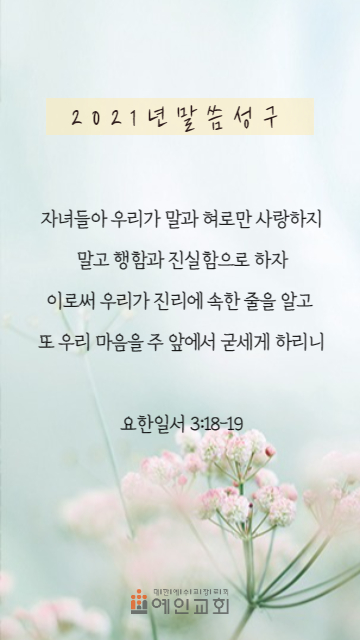 2021년말씀성구
자녀들아 우리가 말과 혀로만 사랑하지
말고 행함과 진실함으로 하자
이로써 우리가 진리에 속한 줄을 알고
또 우리 마음을 주 앞에서 굳세게 하리니
요한일서 3:18-19
예인교회